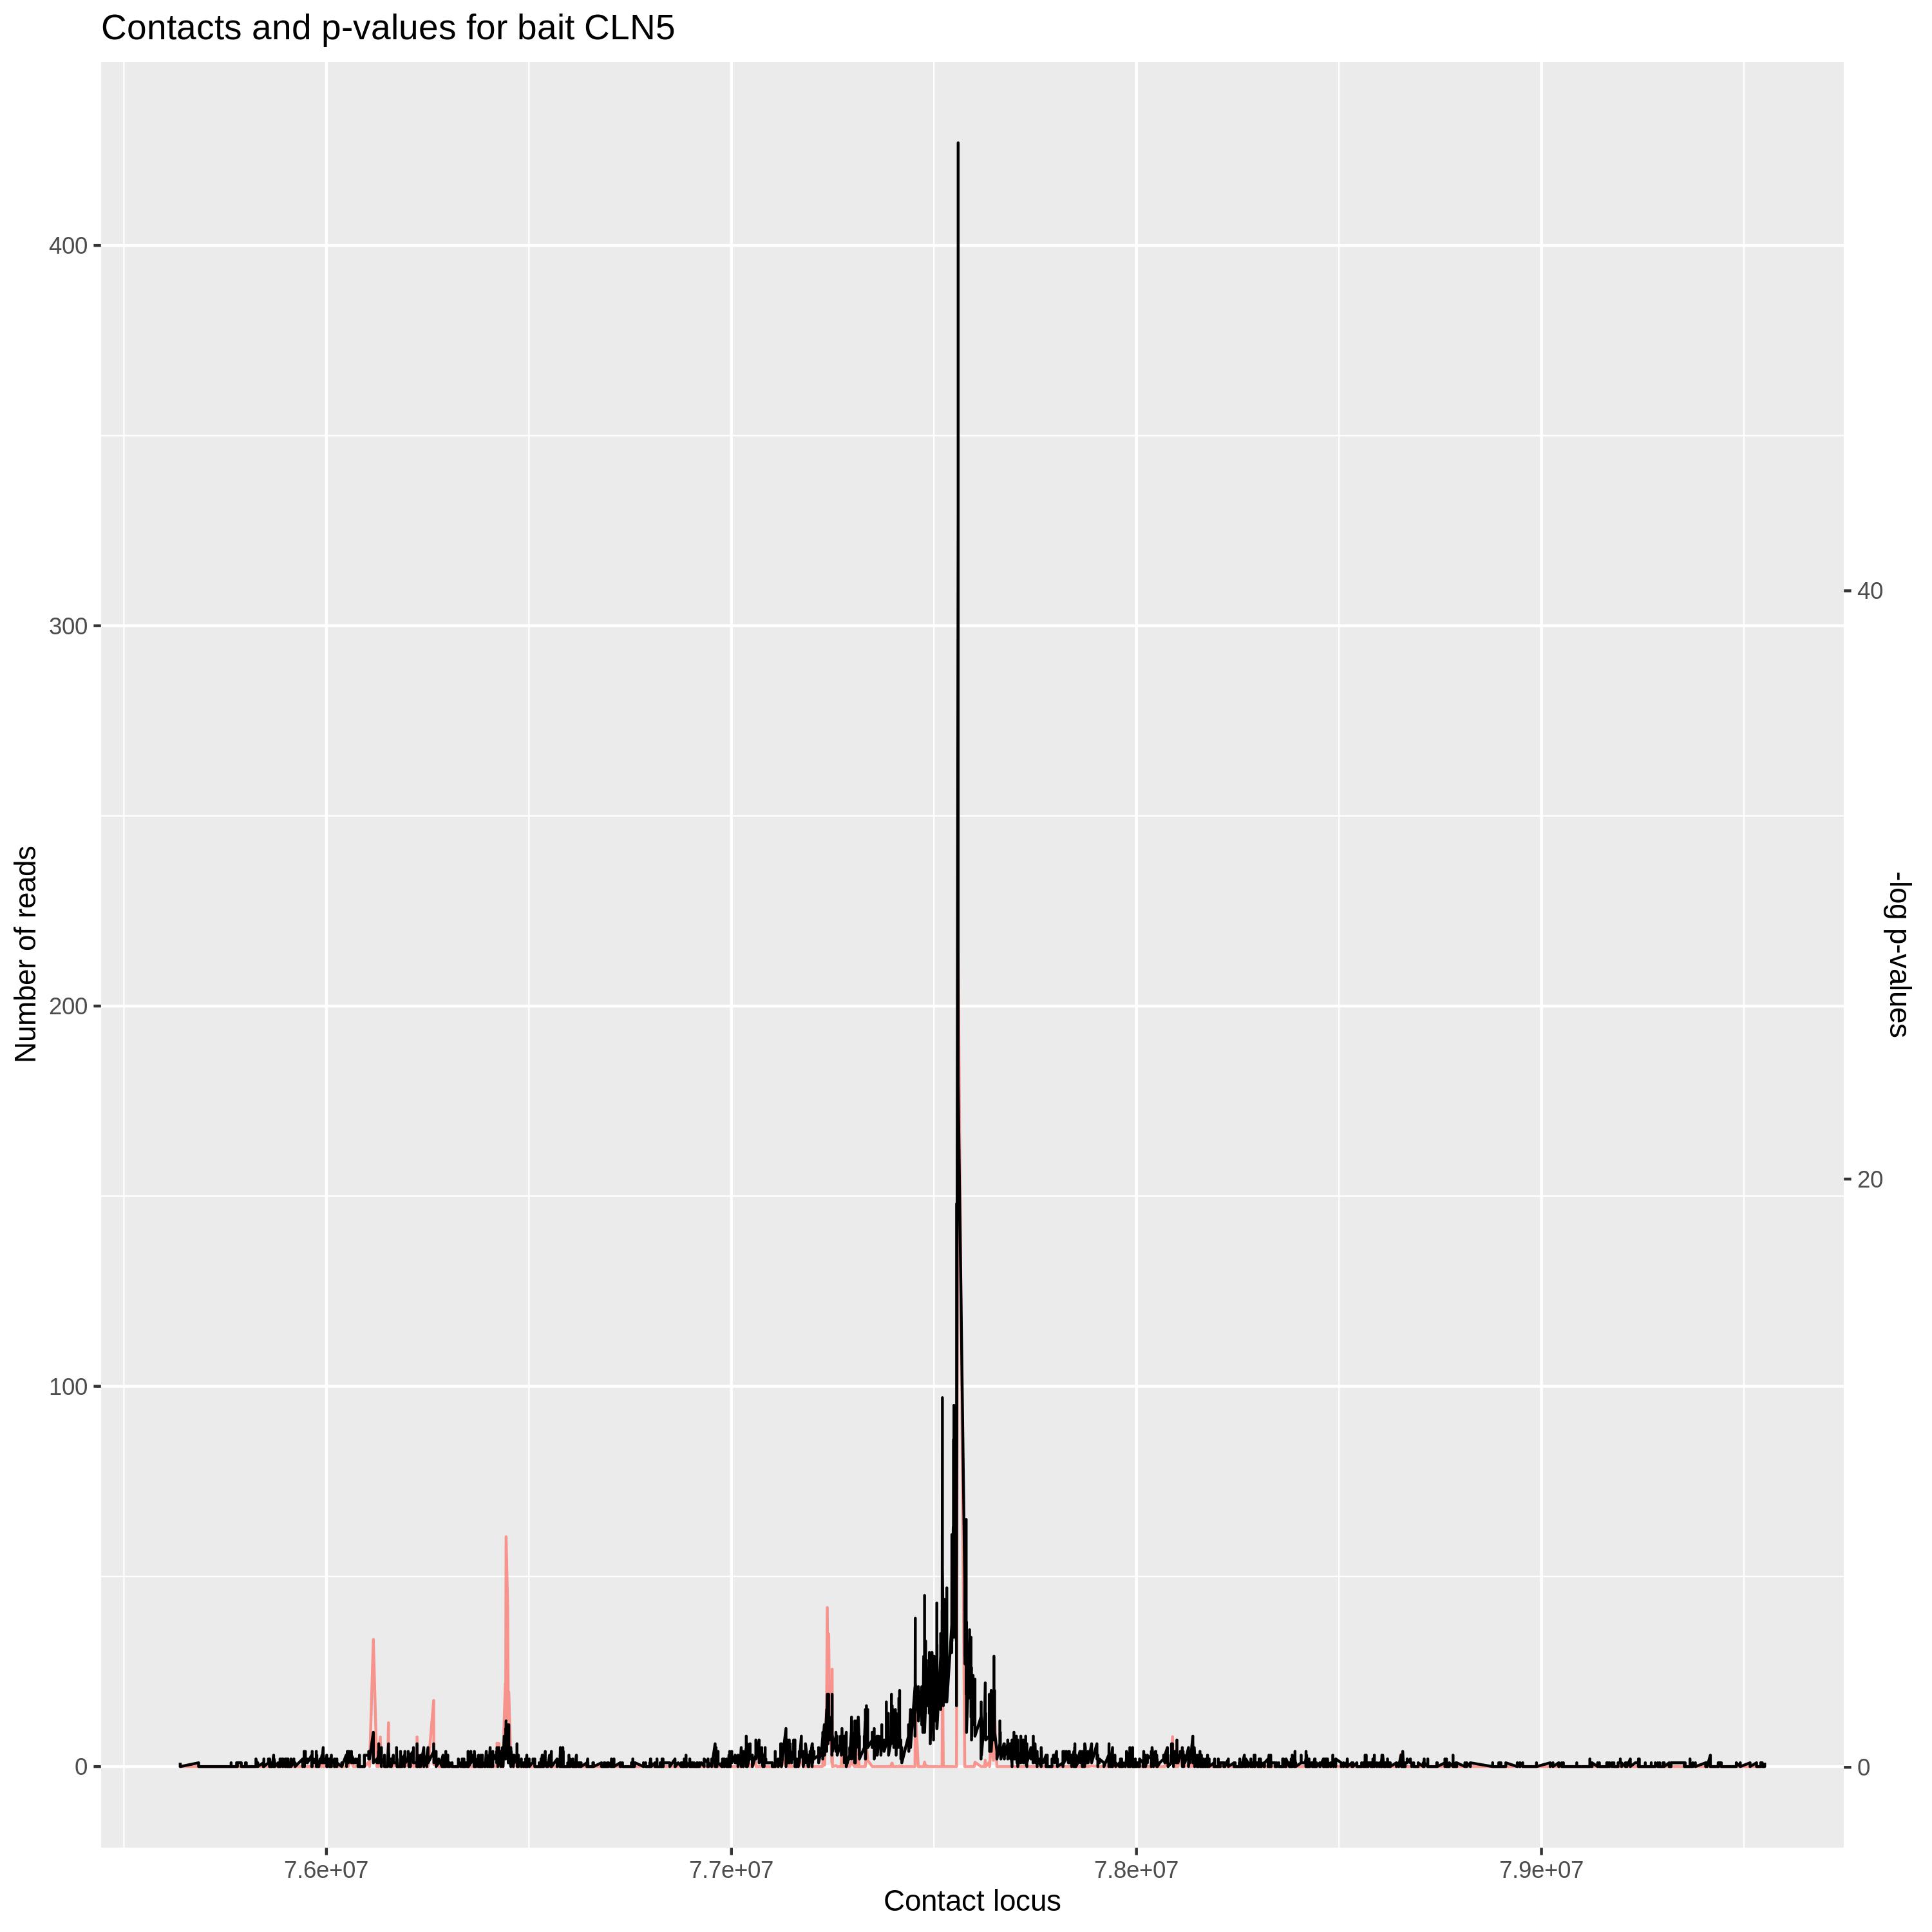 Contacts and p-values for bait CLN5
400
300
200
100
0
Number of reads
40
20
0
-log p-values
7.6e+07
7.7e+07
7.8e+07
7.9e+07
Contact locus